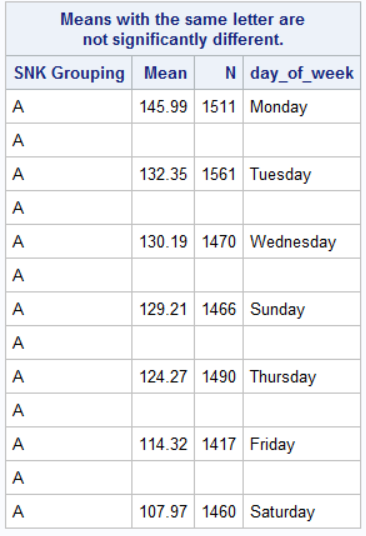 Means with the same letter are
not significantly different.
SNK Grouping Mean N day_of_week
A 145.99 1511 Monday
A
A 132.35 1561 Tuesday
A
A 130.19 1470 Wednesday
A
A 129.21 1466 Sunday
A
A 124.27 1490 Thursday
A
A 114.32 1417 Friday
A
A 107.97 1460 Saturday